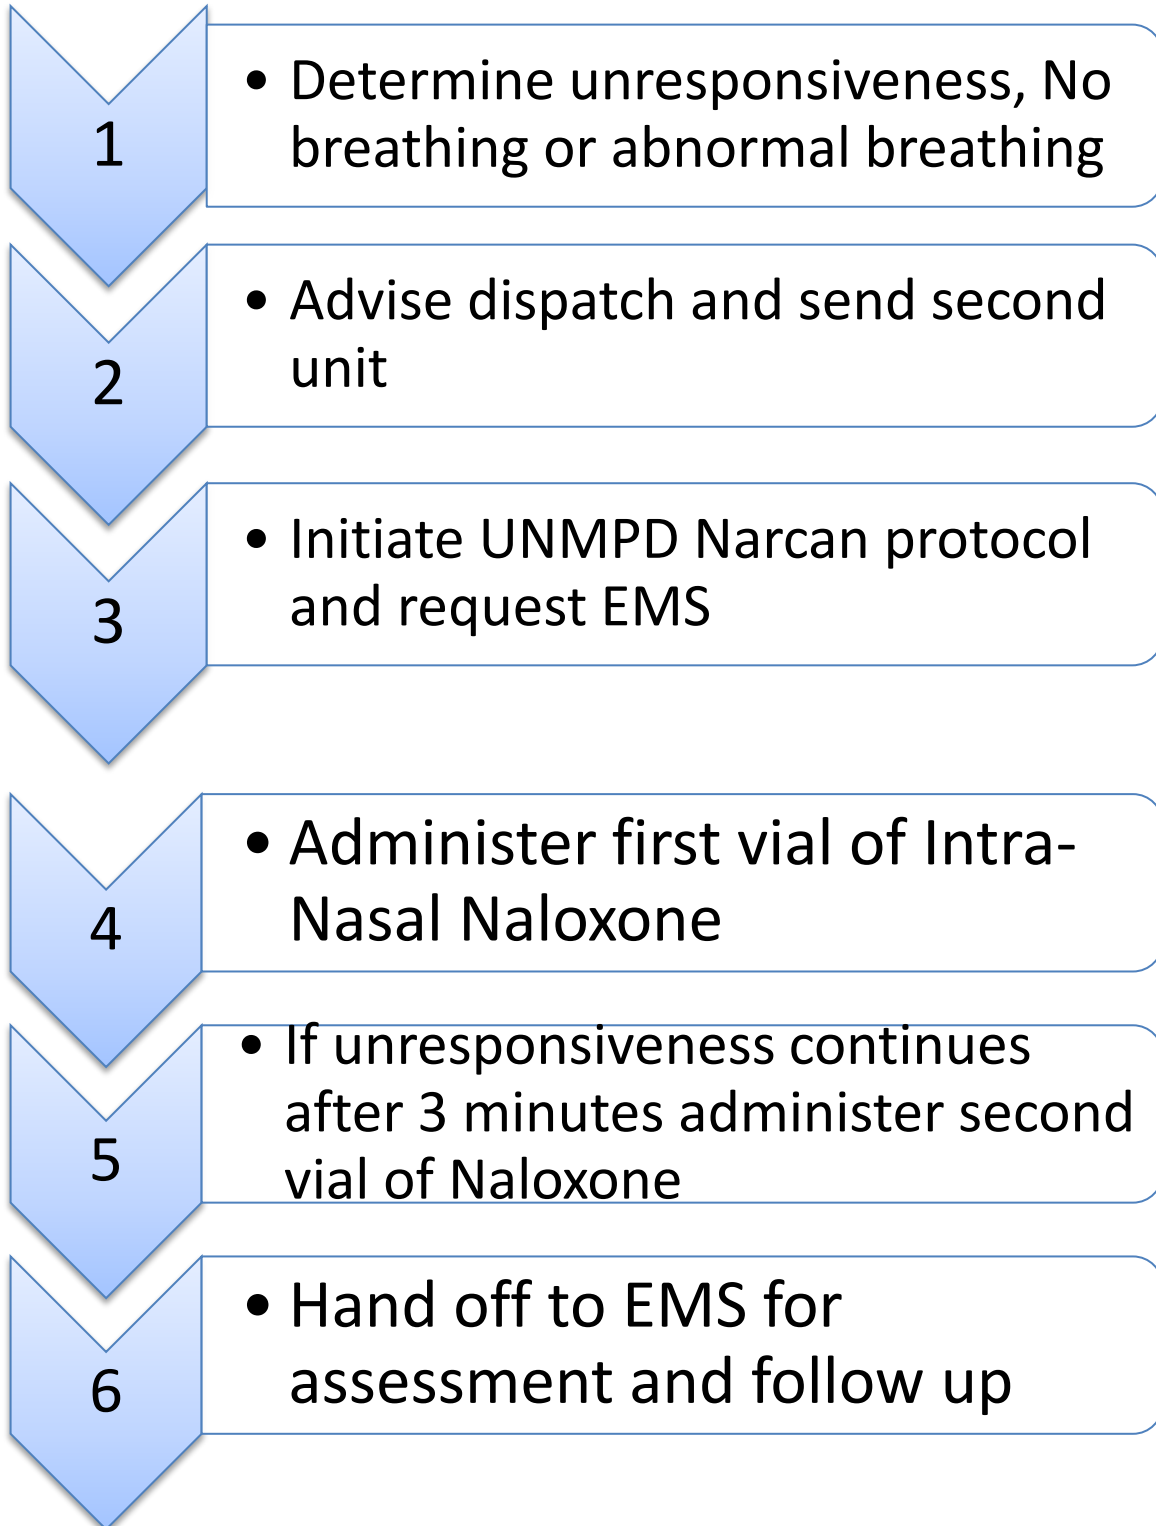 1
• Determine unresponsiveness, No
breathing or abnormal breathing
2
• Advise dispatch and send second
unit
3
• Initiate UNMPD Narcan protocol
and request EMS
4
• Administer first vial of Intra-
Nasal Naloxone
5
• If unresponsiveness continues
after 3 minutes administer second
vial of Naloxone
6
• Hand off to EMS for
assessment and follow up